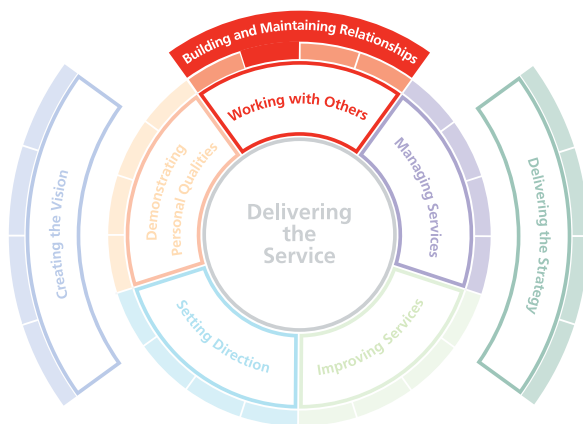 Building and Maintaining Relationships
Working with Others
Demonstrating
Personal Qualities
Managing Services
Creating the Vision
Delivering
the
Service
Delivering the Strategy
Setting Direction
Improving Services